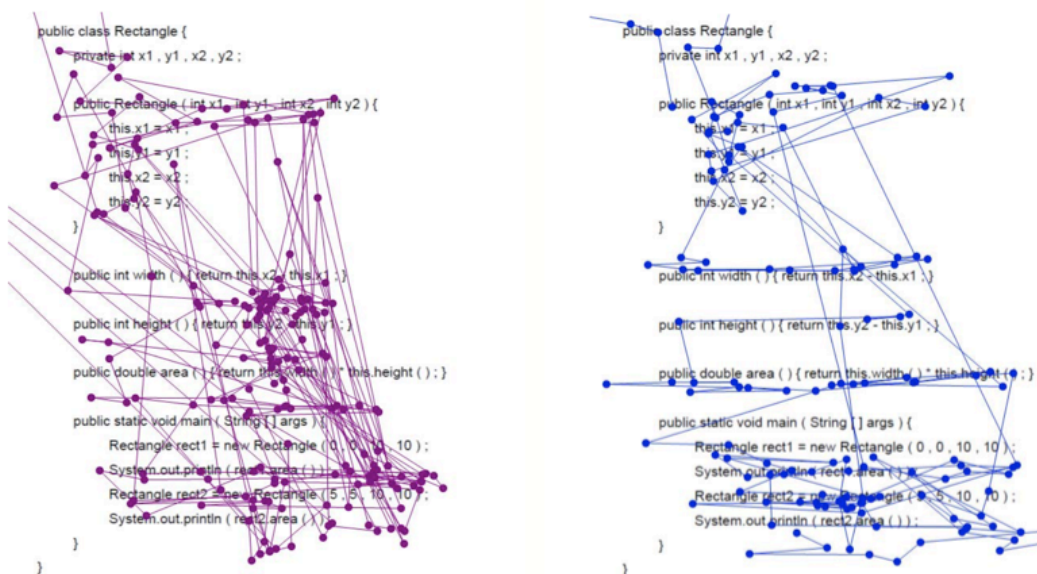 public class Rectangle {
private int x1 , y1 , x2 , y2 ;
public Rectangle ( int x1 , int y1 , int x2 , int y2 ) {
this.x1 = x1 ;
this.y1 = y1 ;
this.x2 = x2 ;
this.y2 = y2 ;
}
public int width ( ) { return this.x2 - this.x1 ; }
public int height ( ) { return this.y2 - this.y1 ; }
public double area ( ) { return this.width ( ) * this.height ( ) ; }
public static void main ( String [ ] args ) {
Rectangle rect1 = new Rectangle ( 0 , 0 , 10 , 10 ) ;
System.out.println ( rect1.area ( ) ) ;
Rectangle rect2 = new Rectangle ( 5 , 5 , 10 , 10 ) ;
System.out.println ( rect2.area ( ) ) ;
}
}
public class Rectangle {
private int x1 , y1 , x2 , y2 ;
public Rectangle ( int x1 , int y1 , int x2 , int y2 ) {
this.x1 = x1 ;
this.y1 = y1 ;
this.x2 = x2 ;
this.y2 = y2 ;
}
public int width ( ) { return this.x2 - this.x1 ; }
public int height ( ) { return this.y2 - this.y1 ; }
public double area ( ) { return this.width ( ) * this.height ( ) ; }
public static void main ( String [ ] args ) {
Rectangle rect1 = new Rectangle ( 0 , 0 , 10 , 10 ) ;
System.out.println ( rect1.area ( ) ) ;
Rectangle rect2 = new Rectangle ( 5 , 5 , 10 , 10 ) ;
System.out.println ( rect2.area ( ) ) ;
}
}